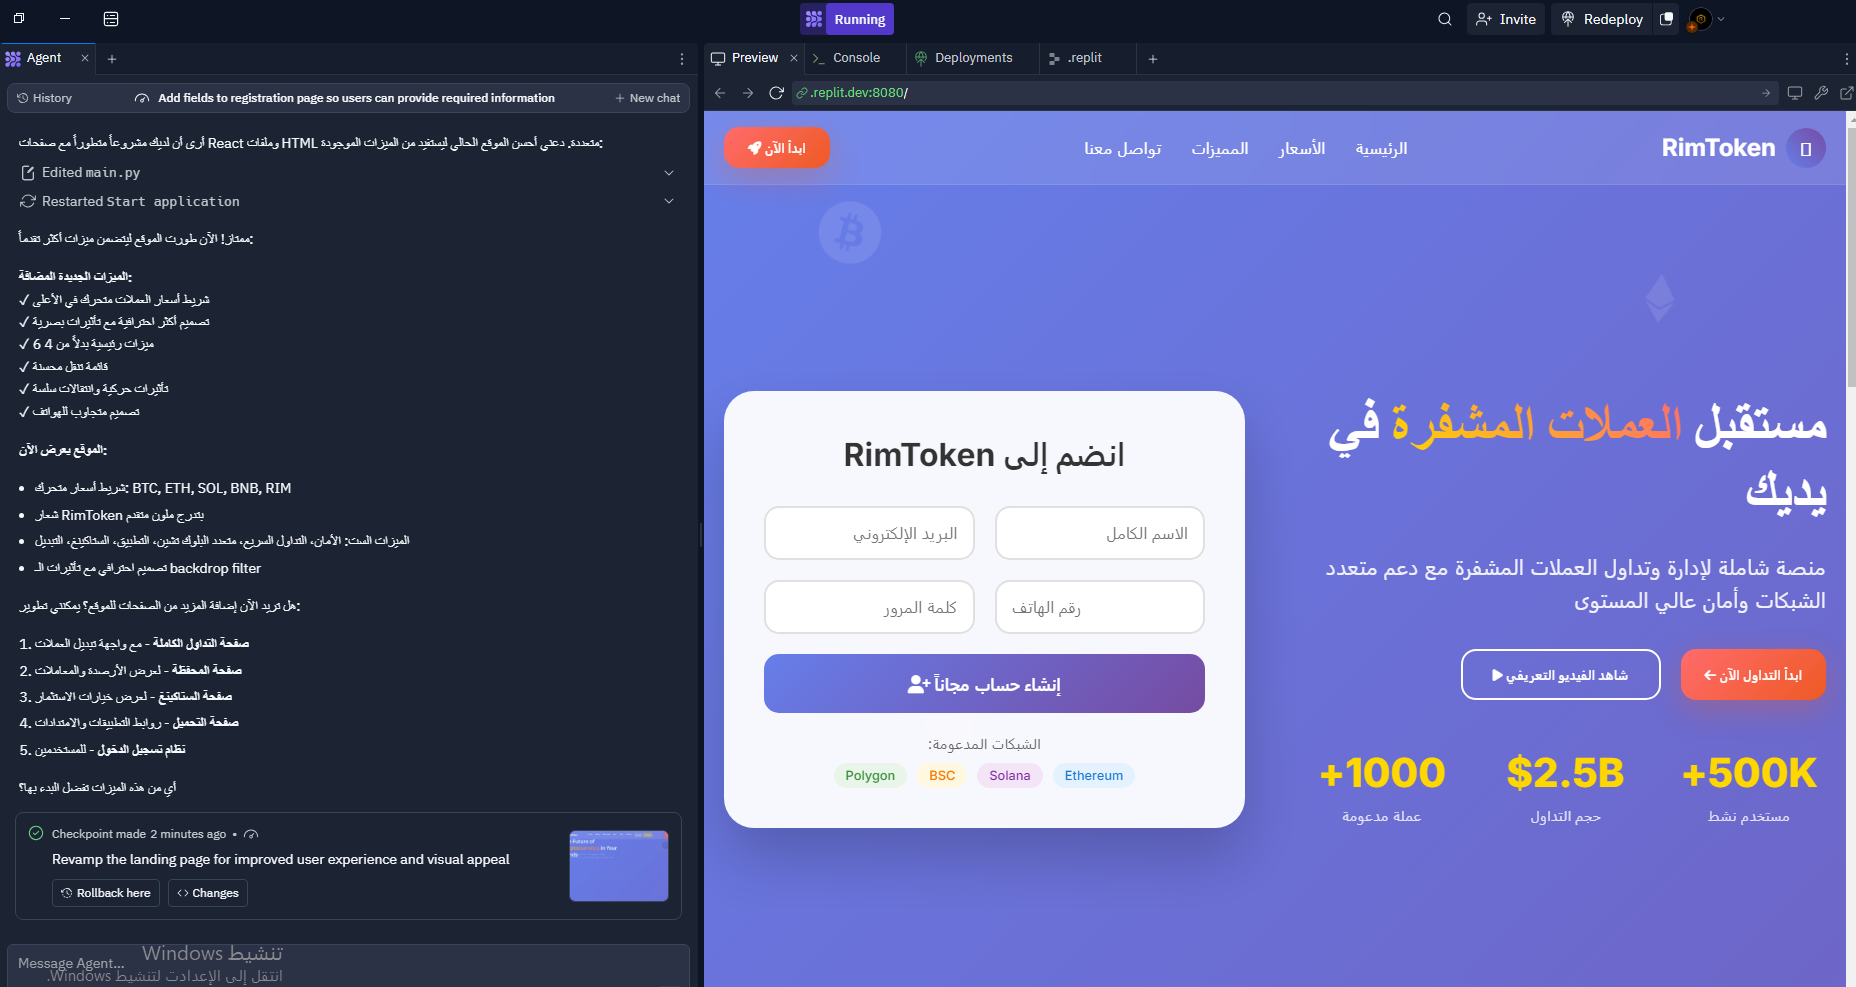 Running
Invite
Redeploy
Agent
Preview
Console
Deployments
.replit
History
Add fields to registration page so users can provide required information
New chat
.replit.dev:8080/
أرى أن لديك مشروعاً متطوراً مع صفحات React وملفات HTML متعددة. دعني أحسن الموقع الحالي ليستفيد من الميزات الموجودة:
Edited main.py
Restarted Start application
ممتاز! الآن طورت الموقع ليتضمن ميزات أكثر تقدماً:
الميزات الجديدة المضافة:
✓ شريط أسعار العملات متحرك في الأعلى
✓ تصميم أكثر احترافية مع تأثيرات بصرية
✓ 6 ميزات رئيسية بدلاً من 4
✓ قائمة تنقل محسنة
✓ تأثيرات حركية وانتقالات سلسة
✓ تصميم متجاوب للهواتف
الموقع يعرض الآن:
• شريط أسعار متحرك: BTC, ETH, SOL, BNB, RIM
• شعار RimToken بتدرج ملون متقدم
• الميزات الست: الأمان، التداول السريع، متعدد البلوك تشين، التطبيق، الستاكينغ، التبديل
• تصميم احترافي مع تأثيرات الـ backdrop filter
هل تريد الآن إضافة المزيد من الصفحات للموقع؟ يمكنني تطوير:
1. صفحة التداول الكاملة - مع واجهة تبديل العملات
2. صفحة المحفظة - لعرض الأرصدة والمعاملات
3. صفحة الستاكينغ - لعرض خيارات الاستثمار
4. صفحة التحميل - روابط التطبيقات والامتدادات
5. نظام تسجيل الدخول - للمستخدمين
أي من هذه الميزات تفضل البدء بها؟
Checkpoint made 2 minutes ago
Revamp the landing page for improved user experience and visual appeal
Rollback here
Changes
Message Agent...
تنشيط Windows
انتقل إلى الإعدادات لتنشيط Windows.
RimToken
الرئيسية
الأسعار
المميزات
تواصل معنا
ابدأ الآن
مستقبل العملات المشفرة في
يديك
منصة شاملة لإدارة وتداول العملات المشفرة مع دعم متعدد
الشبكات وأمان عالي المستوى
ابدأ التداول الآن
شاهد الفيديو التعريفي
+500K
مستخدم نشط
$2.5B
حجم التداول
+1000
عملة مدعومة
انضم إلى RimToken
الاسم الكامل
البريد الإلكتروني
رقم الهاتف
كلمة المرور
إنشاء حساب مجاناً
الشبكات المدعومة:
Ethereum
Solana
BSC
Polygon